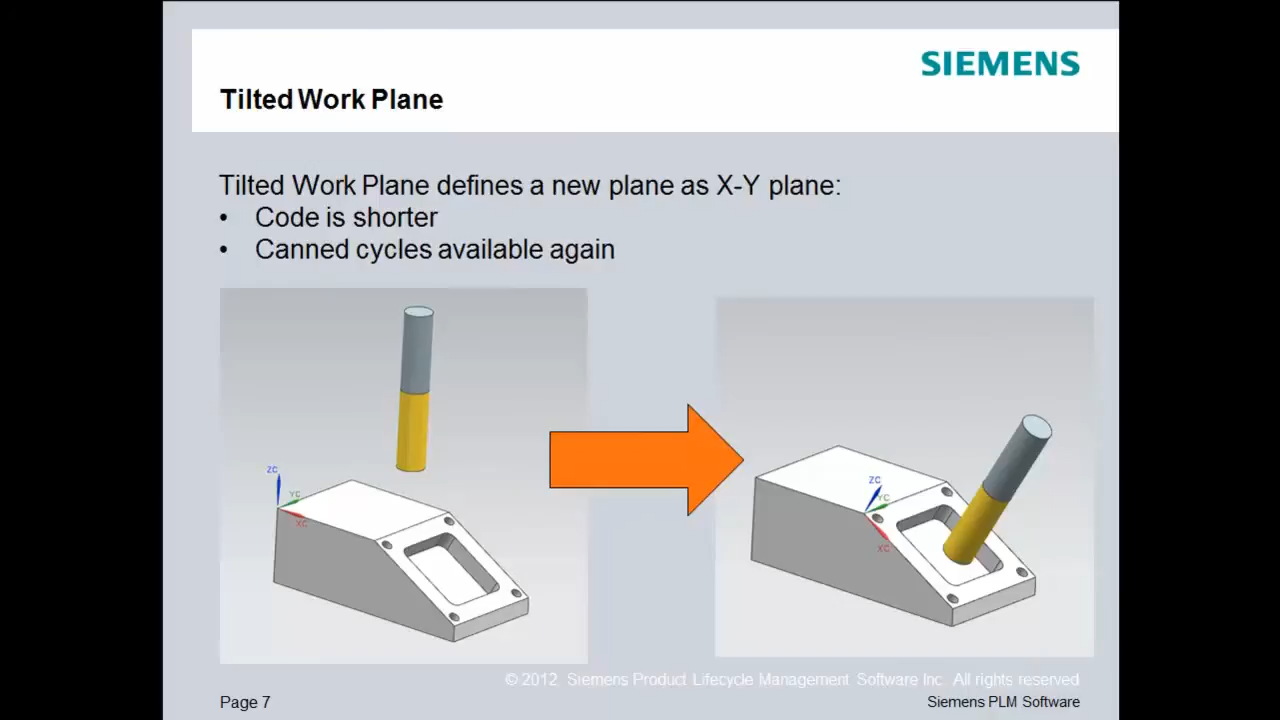 SIEMENS
Tilted Work Plane
Tilted Work Plane defines a new plane as X-Y plane:
• Code is shorter
• Canned cycles available again
ZC
YC
XC
ZC
YC
XC
© 2012 Siemens Product Lifecycle Management Software Inc. All rights reserved
Page 7
Siemens PLM Software